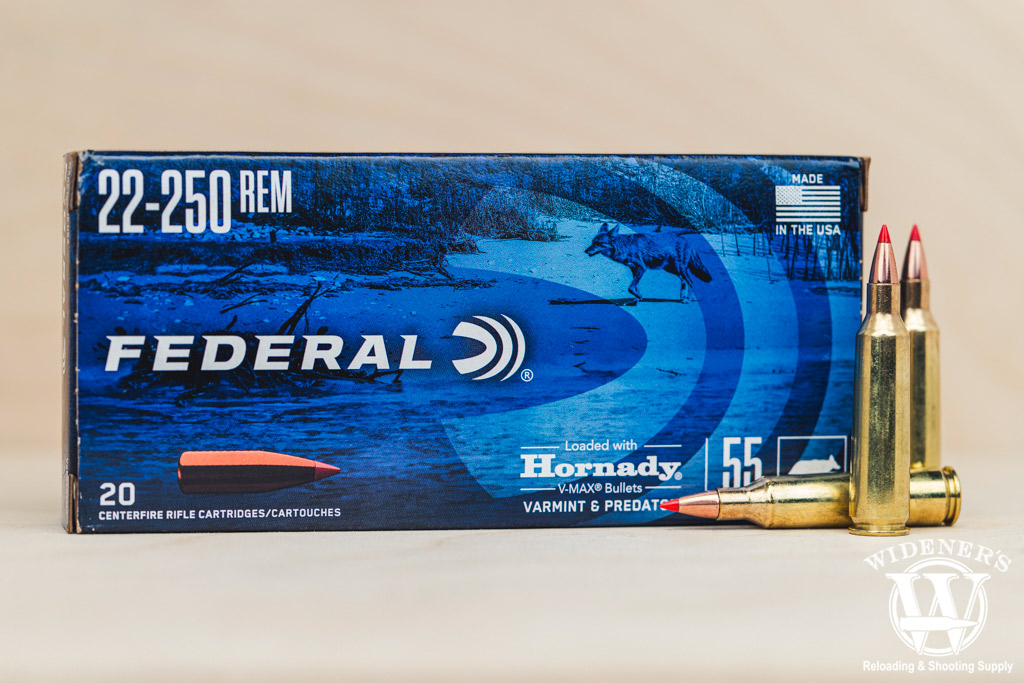 22-250 REM
MADE
IN THE USA
FEDERAL®
Loaded with
Hornady®
V-MAX® Bullets
55
VARMINT &
20
CENTERFIRE RIFLE CARTRIDGES/CARTOUCHES
WIDENER'S
W
Reloading & Shooting Supply